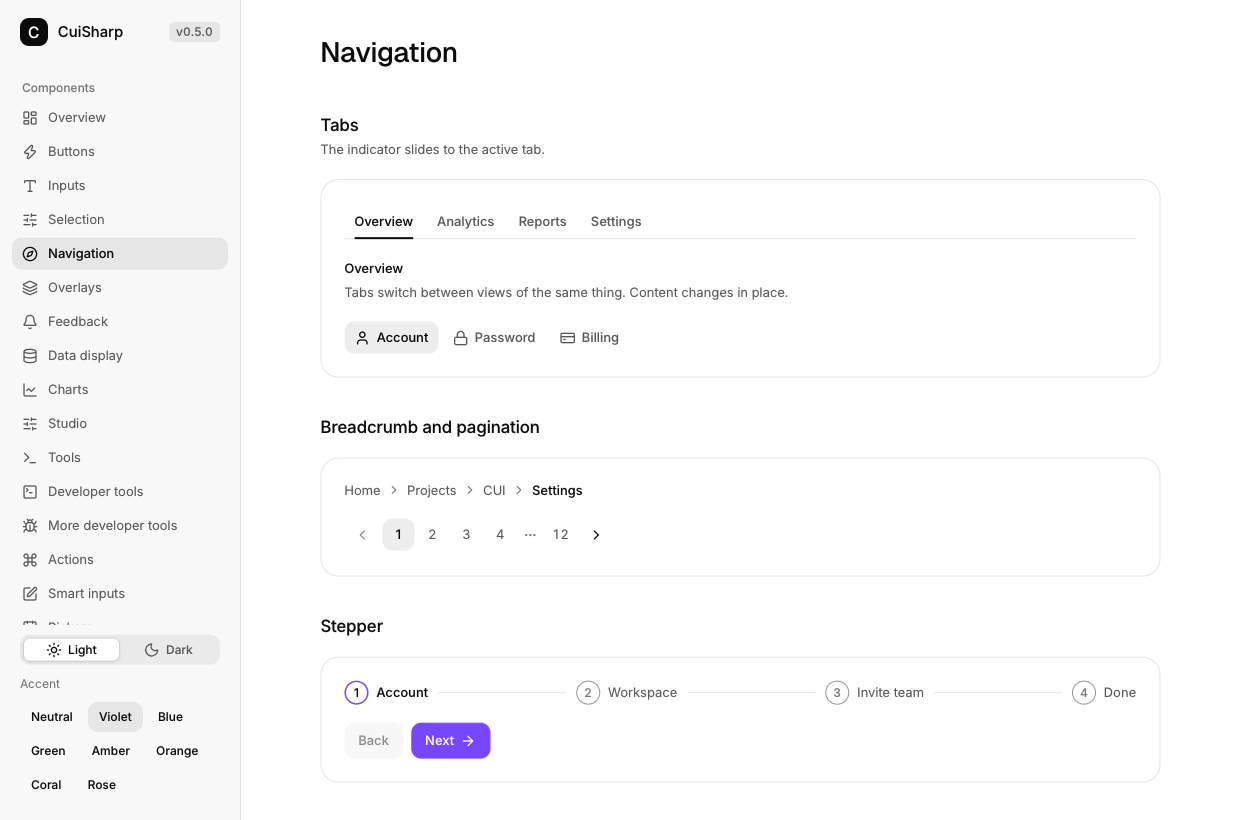 C CuiSharp v0.5.0
Components
Overview
Buttons
Inputs
Selection
Navigation
Overlays
Feedback
Data display
Charts
Studio
Tools
Developer tools
More developer tools
Actions
Smart inputs
Light Dark
Accent
Neutral Violet Blue
Green Amber Orange
Coral Rose
Navigation
Tabs
The indicator slides to the active tab.
Overview Analytics Reports Settings
Overview
Tabs switch between views of the same thing. Content changes in place.
Account Password Billing
Breadcrumb and pagination
Home Projects CUI Settings
1 2 3 4 ··· 12
Stepper
1 Account 2 Workspace 3 Invite team 4 Done
Back Next